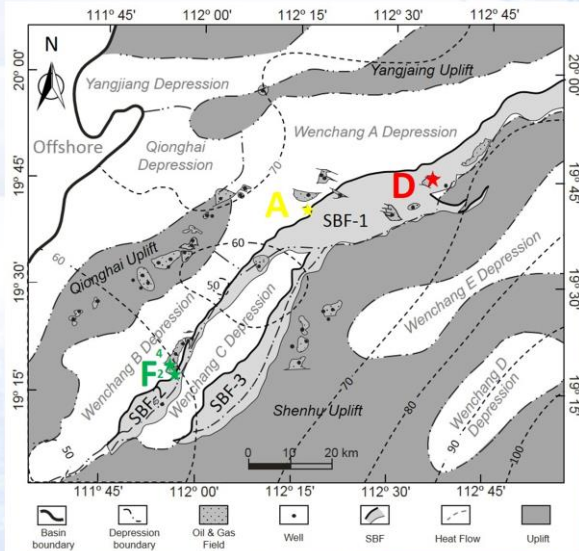 111° 45' 112° 00' 112° 15' 112° 30' 112° 45'
N
20° 00'
19° 45'
19° 30'
19° 15'
20° 00'
19° 45'
19° 30'
19° 15'
Yangjiang Depression
Yangjaing Uplift
Offshore
Qionghai
Depression
Wenchang A Depression
70
A
D
SBF-1
60
60
50
Qionghai Uplift
Wenchang B Depression
Wenchang C Depression
Wenchang E Depression
F
4
2
SBF-2
SBF-3
Shenhu Uplift
Wenchang D
Depression
70
80
90
100
50
0 10 20 km
111° 45' 112° 00' 112° 15' 112° 30' 112° 45'
Basin
boundary
Depression
boundary
Oil & Gas
Field
Well
SBF
Heat Flow
Uplift